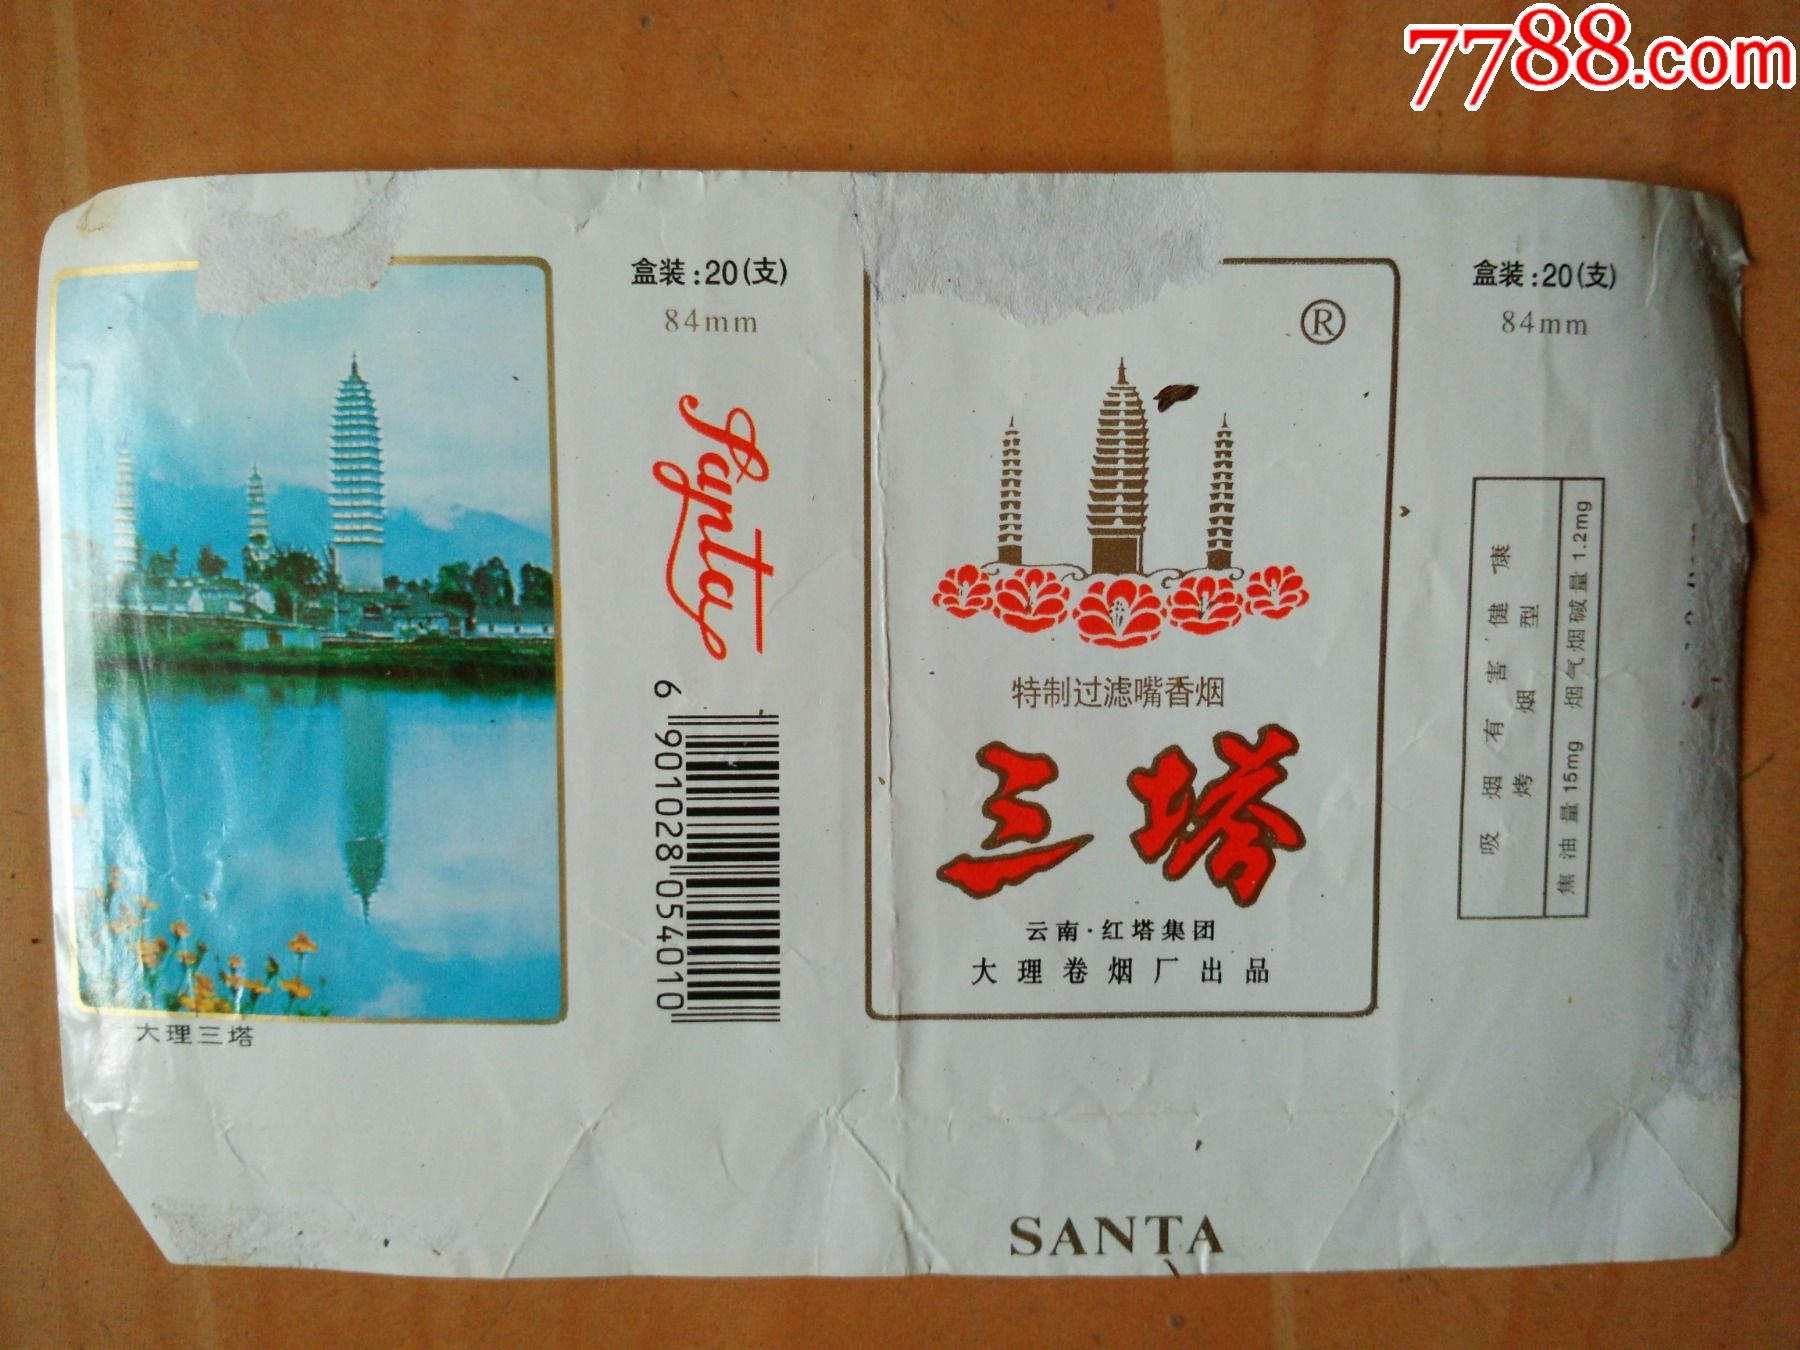 7788.com
盒装:20(支)
84mm
Santa
6 901028 054010
大理三塔
®
特制过滤嘴香烟
三塔
云南·红塔集团
大理卷烟厂出品
SANTA
盒装:20(支)
84mm
吸烟有害健康
烤烟型
焦油量15mg 烟气烟碱量1.2mg